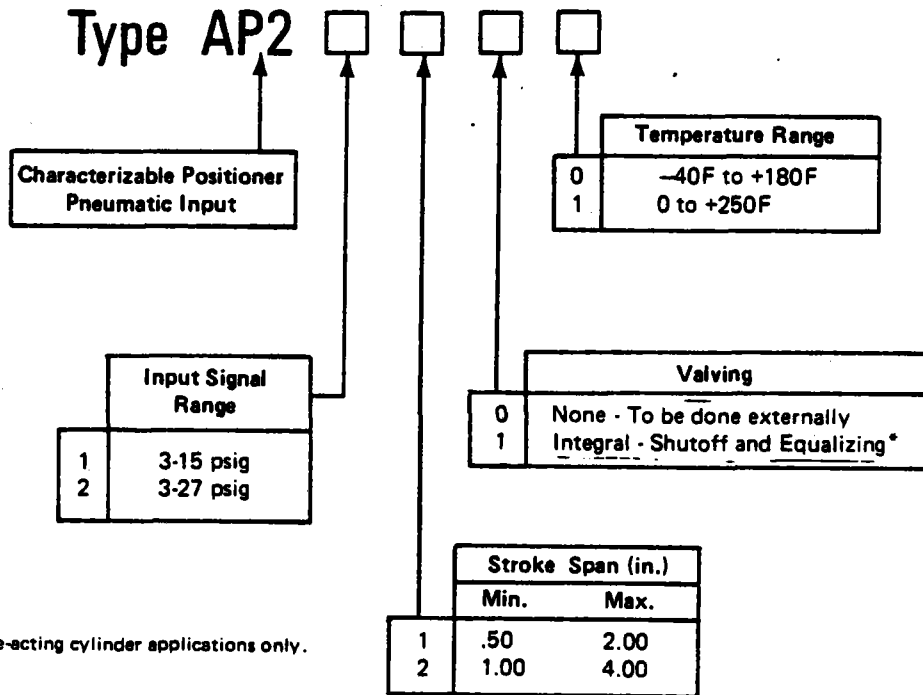 Type AP2
Characterizable Positioner
Pneumatic Input
Temperature Range
0 –40F to +180F
1 0 to +250F
Input Signal
Range
1 3-15 psig
2 3-27 psig
Valving
0 None - To be done externally
1 Integral - Shutoff and Equalizing*
Stroke Span (in.)
Min. Max.
1 .50 2.00
2 1.00 4.00
e-acting cylinder applications only.